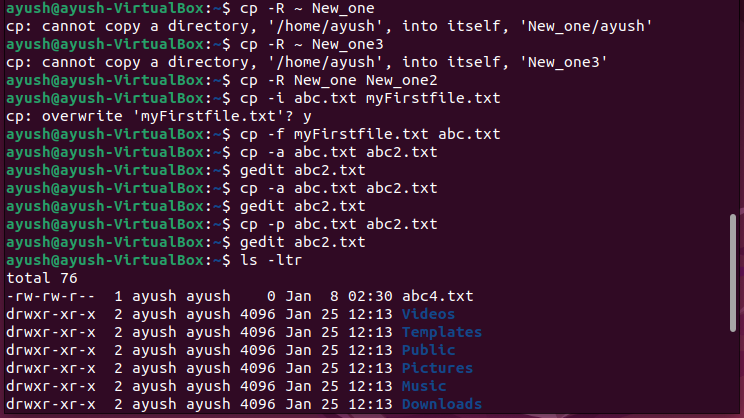 ayush@ayush-VirtualBox:~$ cp -R ~ New_one
cp: cannot copy a directory, '/home/ayush', into itself, 'New_one/ayush'
ayush@ayush-VirtualBox:~$ cp -R ~ New_one3
cp: cannot copy a directory, '/home/ayush', into itself, 'New_one3'
ayush@ayush-VirtualBox:~$ cp -R New_one New_one2
ayush@ayush-VirtualBox:~$ cp -i abc.txt myFirstfile.txt
cp: overwrite 'myFirstfile.txt'? y
ayush@ayush-VirtualBox:~$ cp -f myFirstfile.txt abc.txt
ayush@ayush-VirtualBox:~$ cp -a abc.txt abc2.txt
ayush@ayush-VirtualBox:~$ gedit abc2.txt
ayush@ayush-VirtualBox:~$ cp -a abc.txt abc2.txt
ayush@ayush-VirtualBox:~$ gedit abc2.txt
ayush@ayush-VirtualBox:~$ cp -p abc.txt abc2.txt
ayush@ayush-VirtualBox:~$ gedit abc2.txt
ayush@ayush-VirtualBox:~$ ls -ltr
total 76
-rw-rw-r--  1 ayush ayush    0 Jan  8 02:30 abc4.txt
drwxr-xr-x  2 ayush ayush 4096 Jan 25 12:13 Videos
drwxr-xr-x  2 ayush ayush 4096 Jan 25 12:13 Templates
drwxr-xr-x  2 ayush ayush 4096 Jan 25 12:13 Public
drwxr-xr-x  2 ayush ayush 4096 Jan 25 12:13 Pictures
drwxr-xr-x  2 ayush ayush 4096 Jan 25 12:13 Music
drwxr-xr-x  2 ayush ayush 4096 Jan 25 12:13 Downloads